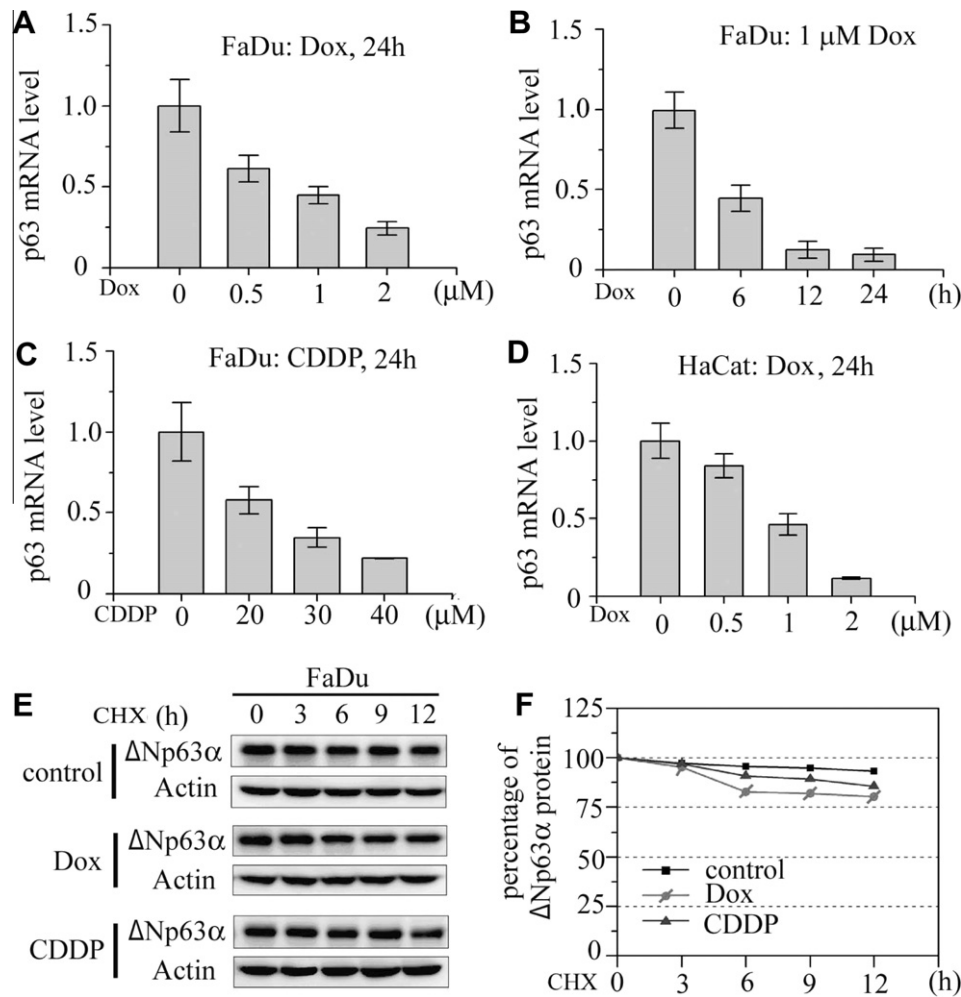 A
FaDu: Dox, 24h
p63 mRNA level
1.5
1.0
0.5
0
Dox 0 0.5 1 2 (μM)
B
FaDu: 1 μM Dox
p63 mRNA level
1.5
1.0
0.5
0
Dox 0 6 12 24 (h)
C
FaDu: CDDP, 24h
p63 mRNA level
1.5
1.0
0.5
0
CDDP 0 20 30 40 (μM)
D
HaCat: Dox, 24h
p63 mRNA level
1.5
1.0
0.5
0
Dox 0 0.5 1 2 (μM)
E
FaDu
CHX (h) 0 3 6 9 12
control
ΔNp63α
Actin
Dox
ΔNp63α
Actin
CDDP
ΔNp63α
Actin
F
percentage of
ΔNp63α protein
125
100
75
50
25
0
control
Dox
CDDP
CHX 0 3 6 9 12 (h)